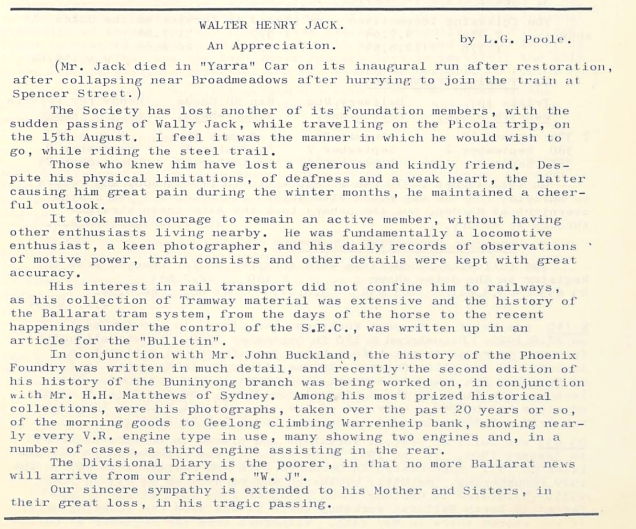 WALTER HENRY JACK.
An Appreciation.
by L.G. Poole.
(Mr. Jack died in "Yarra" Car on its inaugural run after restoration,
after collapsing near Broadmeadows after hurrying to join the train at
Spencer Street.)
The Society has lost another of its Foundation members, with the
sudden passing of Wally Jack, while travelling on the Picola trip, on
the 15th August. I feel it was the manner in which he would wish to
go, while riding the steel trail.
Those who knew him have lost a generous and kindly friend. Des-
pite his physical limitations, of deafness and a weak heart, the latter
causing him great pain during the winter months, he maintained a cheer-
ful outlook.
It took much courage to remain an active member, without having
other enthusiasts living nearby. He was fundamentally a locomotive
enthusiast, a keen photographer, and his daily records of observations
of motive power, train consists and other details were kept with great
accuracy.
His interest in rail transport did not confine him to railways,
as his collection of Tramway material was extensive and the history of
the Ballarat tram system, from the days of the horse to the recent
happenings under the control of the S.E.C., was written up in an
article for the "Bulletin".
In conjunction with Mr. John Buckland, the history of the Phoenix
Foundry was written in much detail, and recently the second edition of
his history of the Buninyong branch was being worked on, in conjunction
with Mr. H.H. Matthews of Sydney. Among his most prized historical
collections, were his photographs, taken over the past 20 years or so,
of the morning goods to Geelong climbing Warrenheip bank, showing near-
ly every V.R. engine type in use, many showing two engines and, in a
number of cases, a third engine assisting in the rear.
The Divisional Diary is the poorer, in that no more Ballarat news
will arrive from our friend, "W. J".
Our sincere sympathy is extended to his Mother and Sisters, in
their great loss, in his tragic passing.